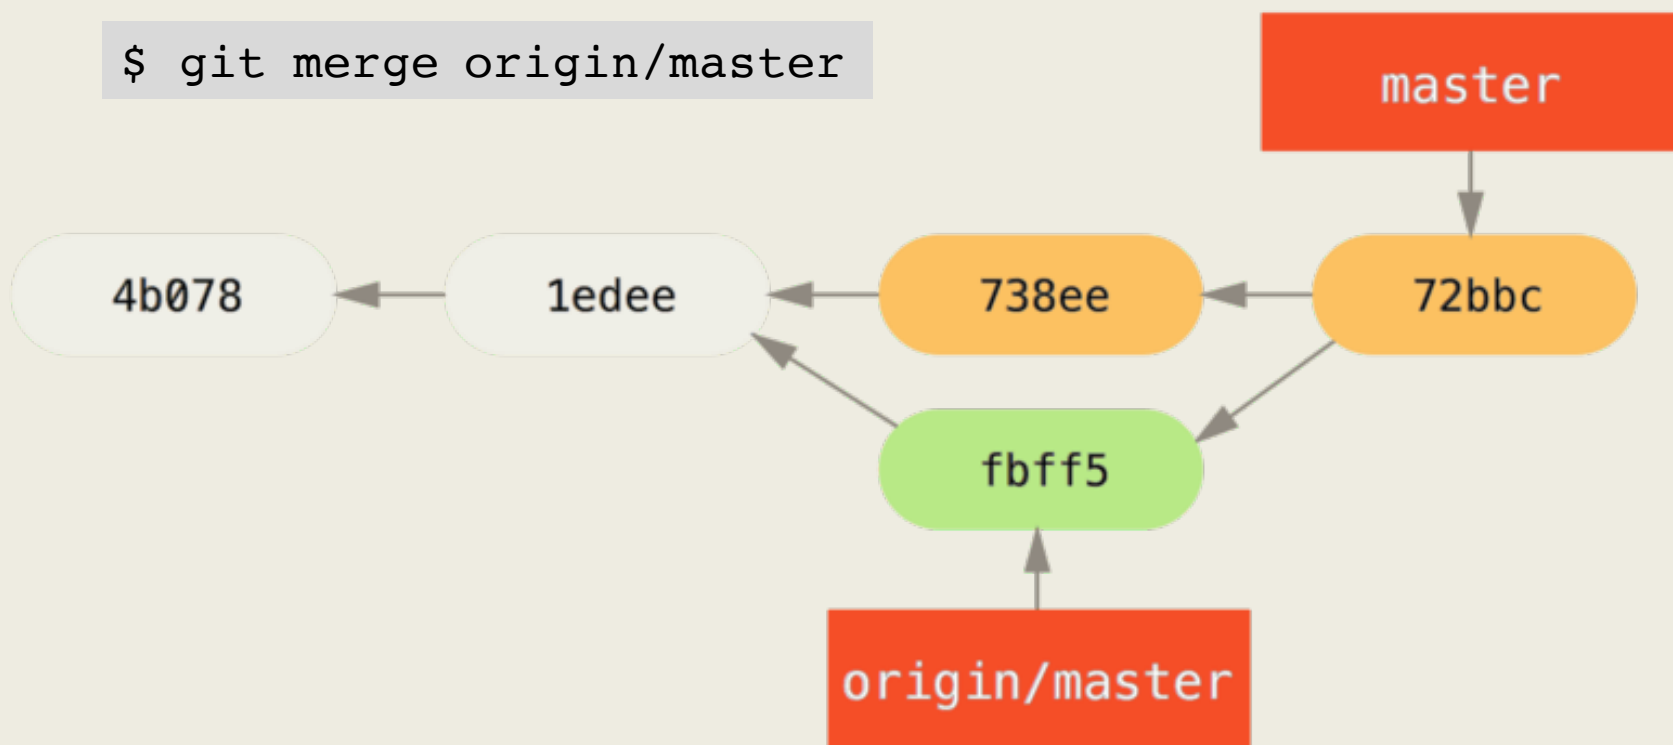 $ git merge origin/master
master
4b078
1edee
738ee
72bbc
fbff5
origin/master